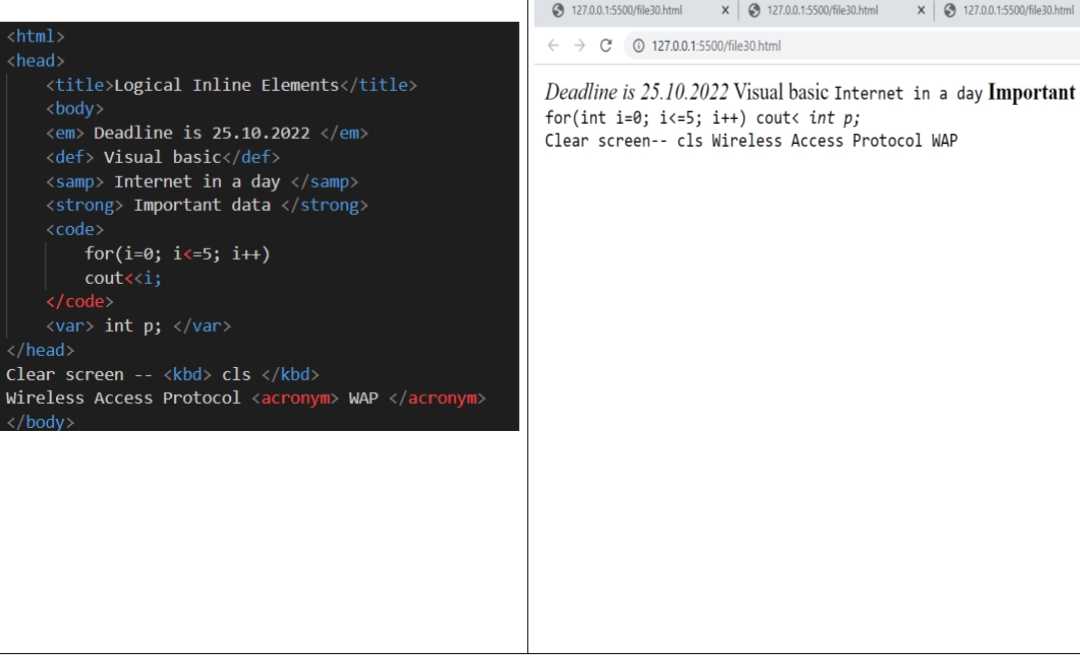 <html>
<head>
<title>Logical Inline Elements</title>
<body>
<em> Deadline is 25.10.2022 </em>
<def> Visual basic</def>
<samp> Internet in a day </samp>
<strong> Important data </strong>
<code>
for(i=0; i<=5; i++)
cout<<i;
</code>
<var> int p; </var>
</head>
Clear screen -- <kbd> cls </kbd>
Wireless Access Protocol <acronym> WAP </acronym>
</body>
127.0.0.1:5500/file30.html × 127.0.0.1:5500/file30.html × 127.0.0.1:5500/file30.html
127.0.0.1:5500/file30.html
Deadline is 25.10.2022 Visual basic Internet in a day Important
for(int i=0; i<=5; i++) cout< int p;
Clear screen-- cls Wireless Access Protocol WAP